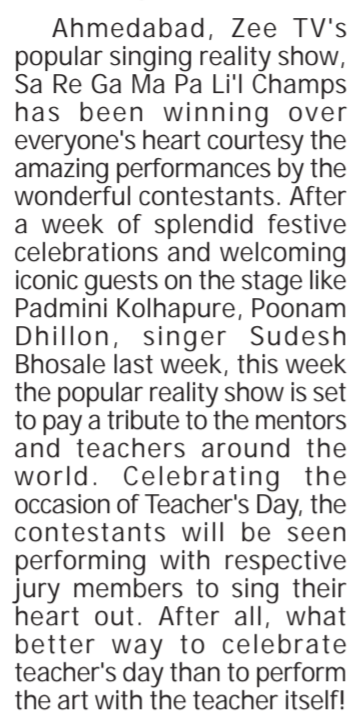 Ahmedabad, Zee TV's
popular singing reality show,
Sa Re Ga Ma Pa Li'l Champs
has been winning over
everyone's heart courtesy the
amazing performances by the
wonderful contestants. After
a week of splendid festive
celebrations and welcoming
iconic guests on the stage like
Padmini Kolhapure, Poonam
Dhillon, singer Sudesh
Bhosale last week, this week
the popular reality show is set
to pay a tribute to the mentors
and teachers around the
world. Celebrating the
occasion of Teacher's Day, the
contestants will be seen
performing with respective
jury members to sing their
heart out. After all, what
better way to celebrate
teacher's day than to perform
the art with the teacher itself!